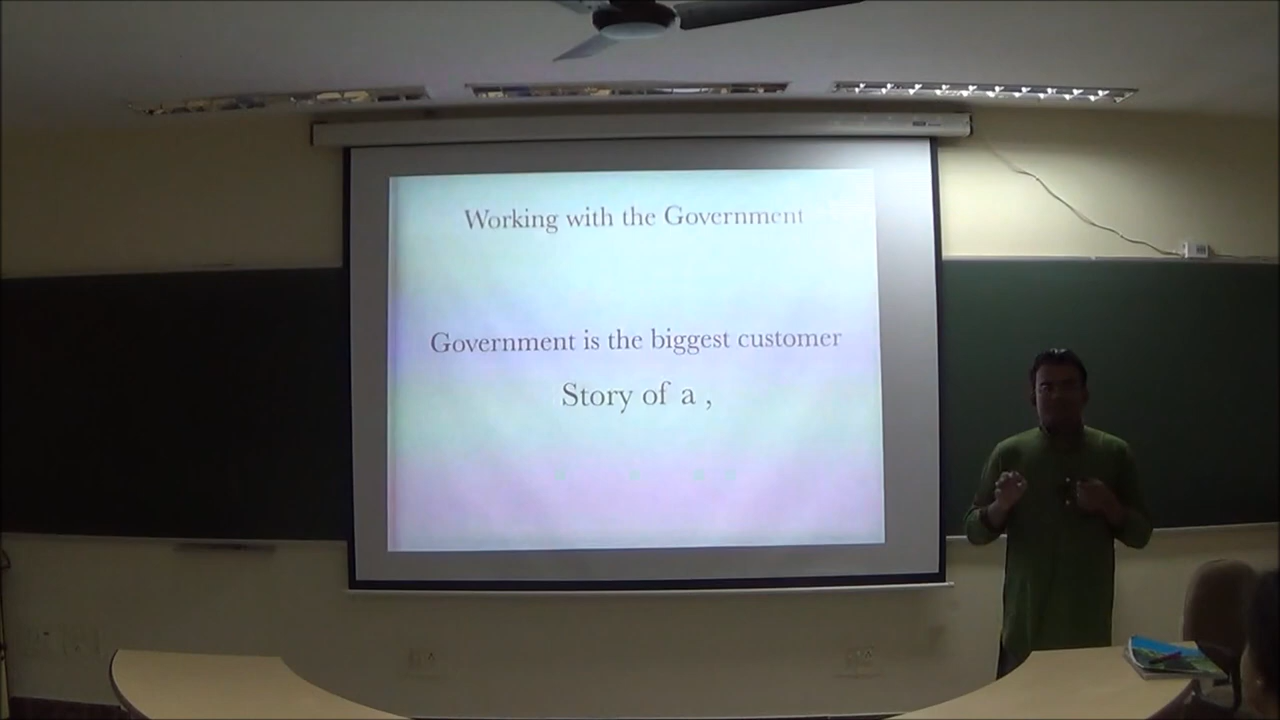 Working with the Government
Government is the biggest customer
Story of a ,